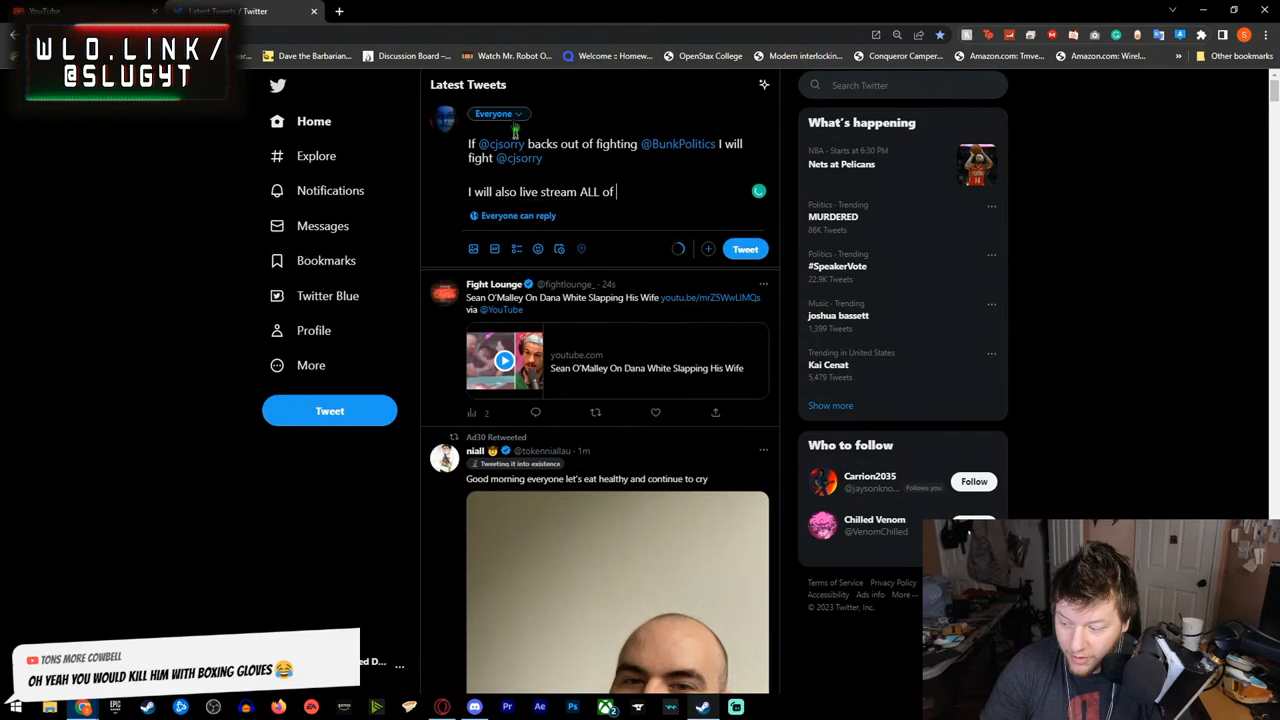 YouTube
Latest Tweets / Twitter
WLO.LINK/
@SLUGYT
Dave the Barbarian...
Discussion Board -...
Watch Mr. Robot O...
Welcome :: Homew...
OpenStax College
Modern interlockin...
Conqueror Camper...
Amazon.com: Tmve...
Amazon.com: Wirel...
Other bookmarks
Home
Explore
Notifications
Messages
Bookmarks
Twitter Blue
Profile
More
Tweet
Latest Tweets
Everyone
If @cjsorry backs out of fighting @BunkPolitics I will
fight @cjsorry
I will also live stream ALL of
Everyone can reply
Tweet
Fight Lounge @fightlounge_ · 24s
Sean O'Malley On Dana White Slapping His Wife youtu.be/mrZ5WwLlMQs
via @YouTube
youtube.com
Sean O'Malley On Dana White Slapping His Wife
2
Ad30 Retweeted
niall 🤠 @tokenniallau · 1m
Tweeting it into existence
Good morning everyone let's eat healthy and continue to cry
Search Twitter
What's happening
NBA · Starts at 6:30 PM
Nets at Pelicans
Politics · Trending
MURDERED
86K Tweets
Politics · Trending
#SpeakerVote
22.9K Tweets
Music · Trending
joshua bassett
1,399 Tweets
Trending in United States
Kai Cenat
5,479 Tweets
Show more
Who to follow
Carrion2035
@jaysonkno... Follows you
Follow
Chilled Venom
@VenomChilled
Terms of Service Privacy Policy
Accessibility Ads info More ···
© 2023 Twitter, Inc.
TONS MORE COWBELL
OH YEAH YOU WOULD KILL HIM WITH BOXING GLOVES 😂